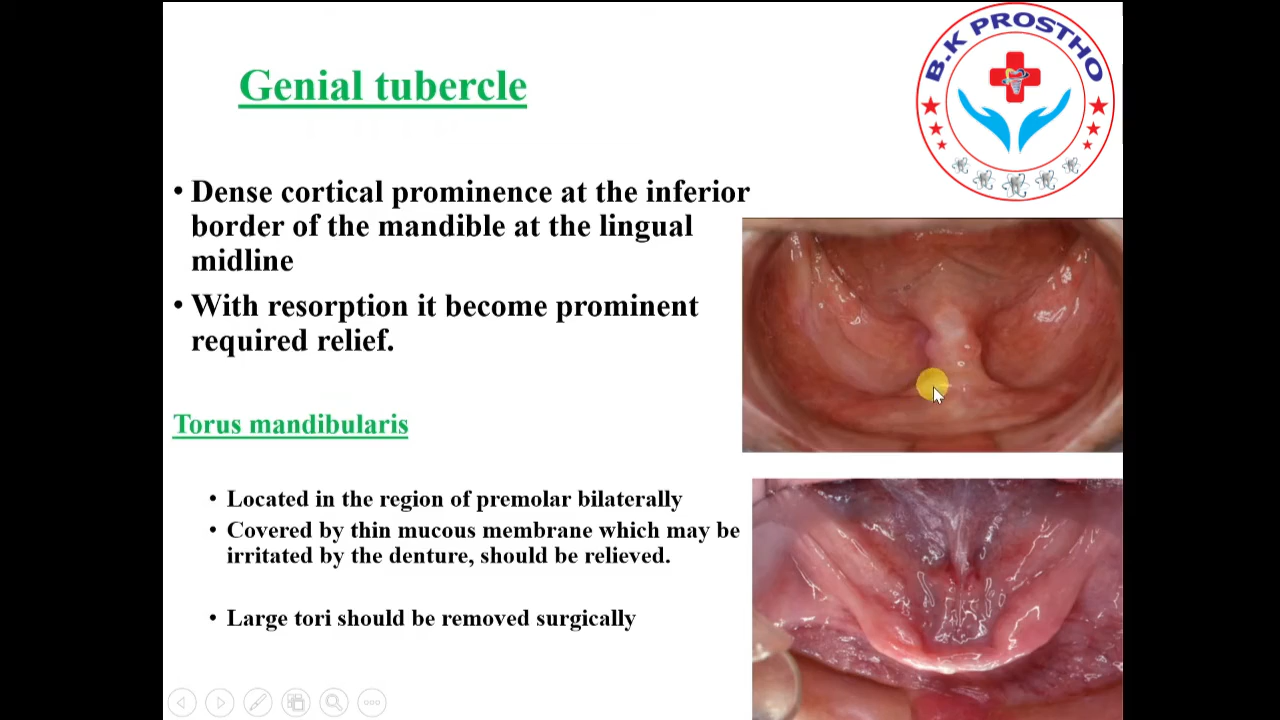 B.K PROSTHO
Genial tubercle
• Dense cortical prominence at the inferior
border of the mandible at the lingual
midline
• With resorption it become prominent
required relief.
Torus mandibularis
• Located in the region of premolar bilaterally
• Covered by thin mucous membrane which may be
irritated by the denture, should be relieved.
• Large tori should be removed surgically